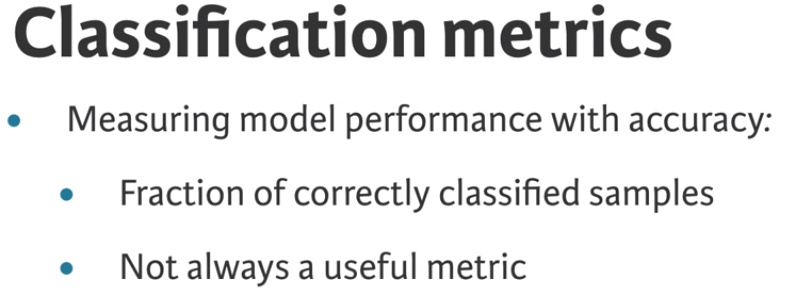 Classification metrics
• Measuring model performance with accuracy:
• Fraction of correctly classified samples
• Not always a useful metric